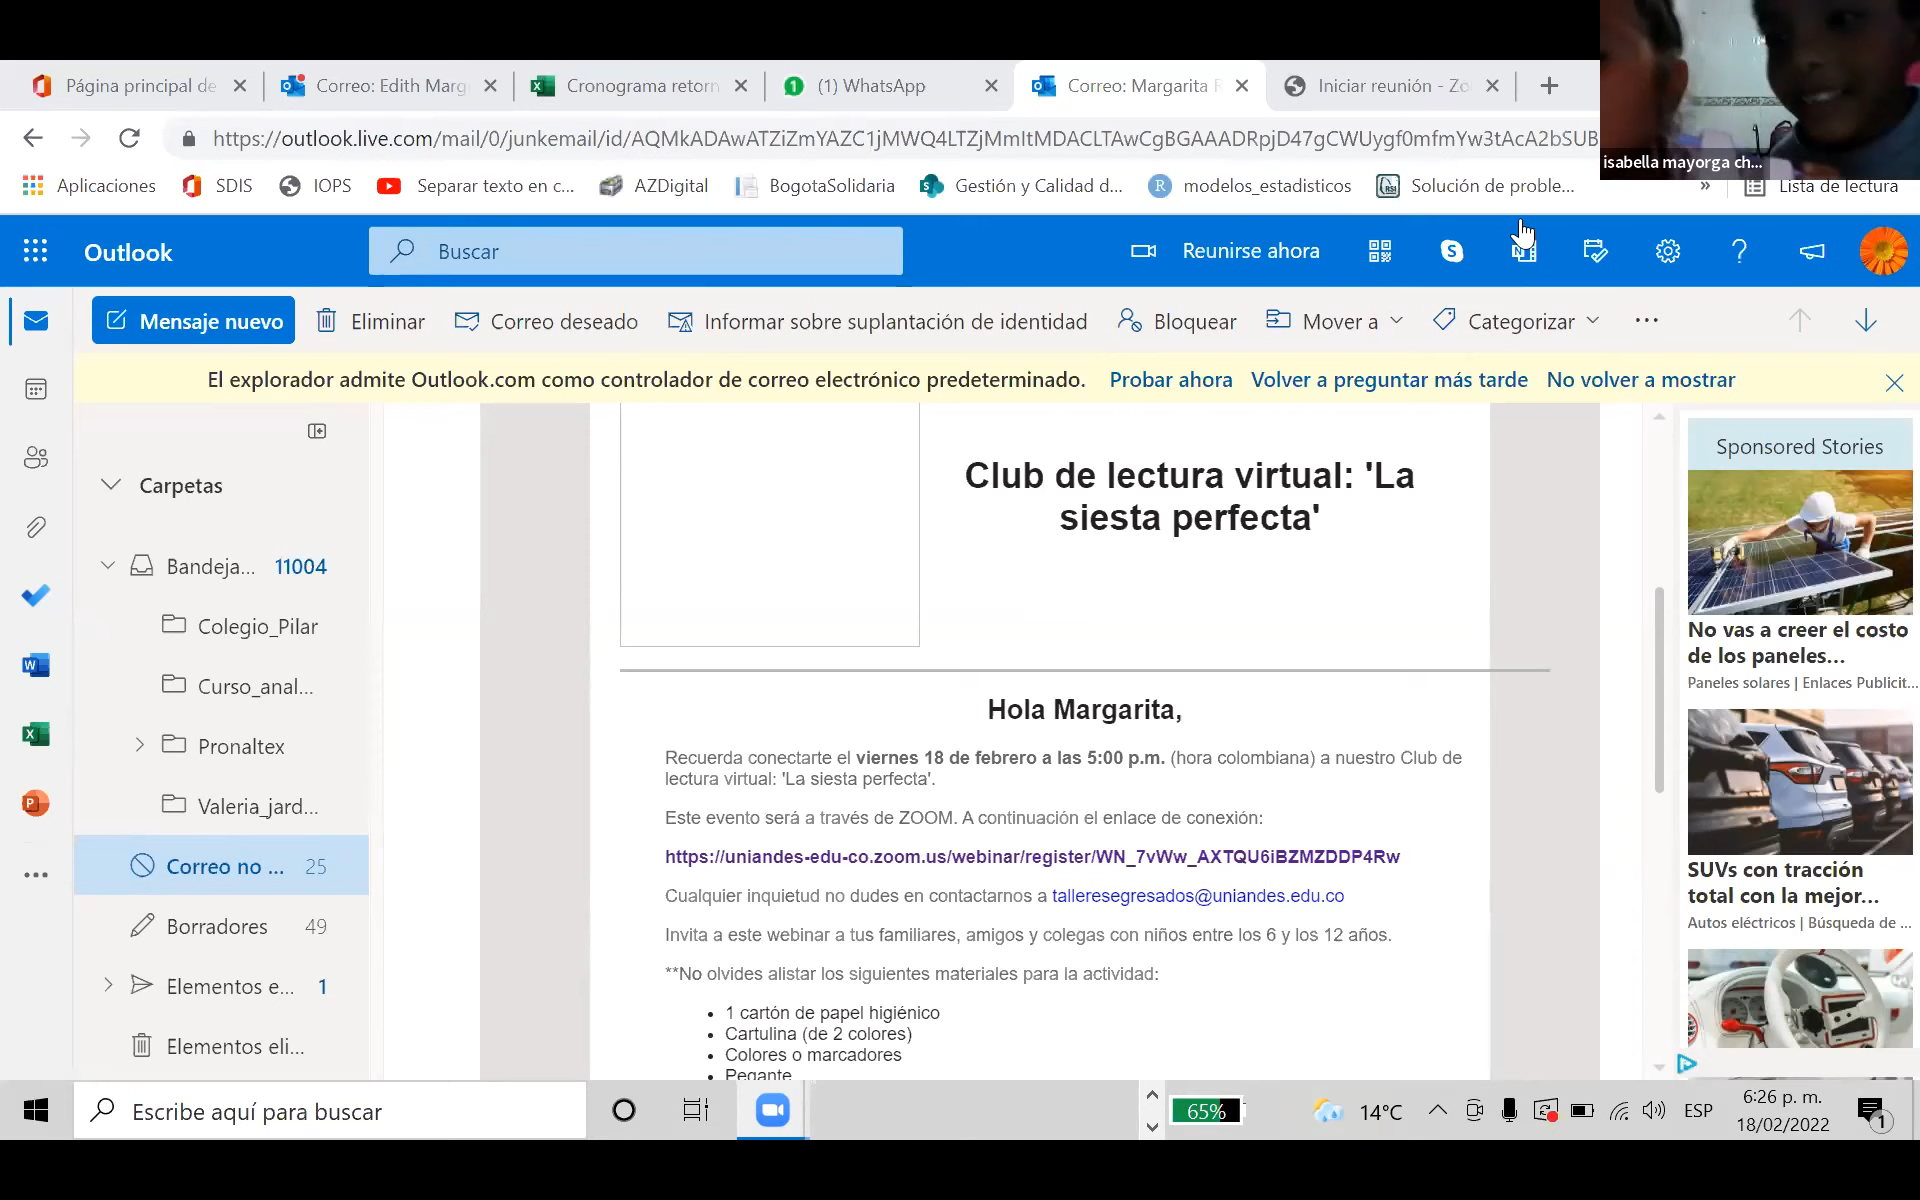 Página principal de
Correo: Edith Marg
Cronograma retorn
(1) WhatsApp
Correo: Margarita R
Iniciar reunión - Zo
https://outlook.live.com/mail/0/junkemail/id/AQMkADAwATZiZmYAZC1jMWQ4LTZjMmItMDACLTAwCgBGAAADRpjD47gCWUygf0mfmYw3tAcA2bSUB
isabella mayorga ch...
Aplicaciones
SDIS
IOPS
Separar texto en c...
AZDigital
BogotaSolidaria
Gestión y Calidad d...
modelos_estadisticos
Solución de proble...
»
Lista de lectura
Outlook
Buscar
Reunirse ahora
Mensaje nuevo
Eliminar
Correo deseado
Informar sobre suplantación de identidad
Bloquear
Mover a
Categorizar
El explorador admite Outlook.com como controlador de correo electrónico predeterminado. Probar ahora Volver a preguntar más tarde No volver a mostrar
Carpetas
Bandeja... 11004
Colegio_Pilar
Curso_anal...
Pronaltex
Valeria_jard...
Correo no ... 25
Borradores 49
Elementos e... 1
Elementos eli...
Club de lectura virtual: 'La
siesta perfecta'
Hola Margarita,
Recuerda conectarte el viernes 18 de febrero a las 5:00 p.m. (hora colombiana) a nuestro Club de
lectura virtual: 'La siesta perfecta'.
Este evento será a través de ZOOM. A continuación el enlace de conexión:
https://uniandes-edu-co.zoom.us/webinar/register/WN_7vWw_AXTQU6iBZMZDDP4Rw
Cualquier inquietud no dudes en contactarnos a talleresegresados@uniandes.edu.co
Invita a este webinar a tus familiares, amigos y colegas con niños entre los 6 y los 12 años.
**No olvides alistar los siguientes materiales para la actividad:
• 1 cartón de papel higiénico
• Cartulina (de 2 colores)
• Colores o marcadores
• Pegante
Sponsored Stories
No vas a creer el costo
de los paneles...
Paneles solares | Enlaces Publicit...
SUVs con tracción
total con la mejor...
Autos eléctricos | Búsqueda de ...
Escribe aquí para buscar
65%
14°C
ESP
6:26 p. m.
18/02/2022
1